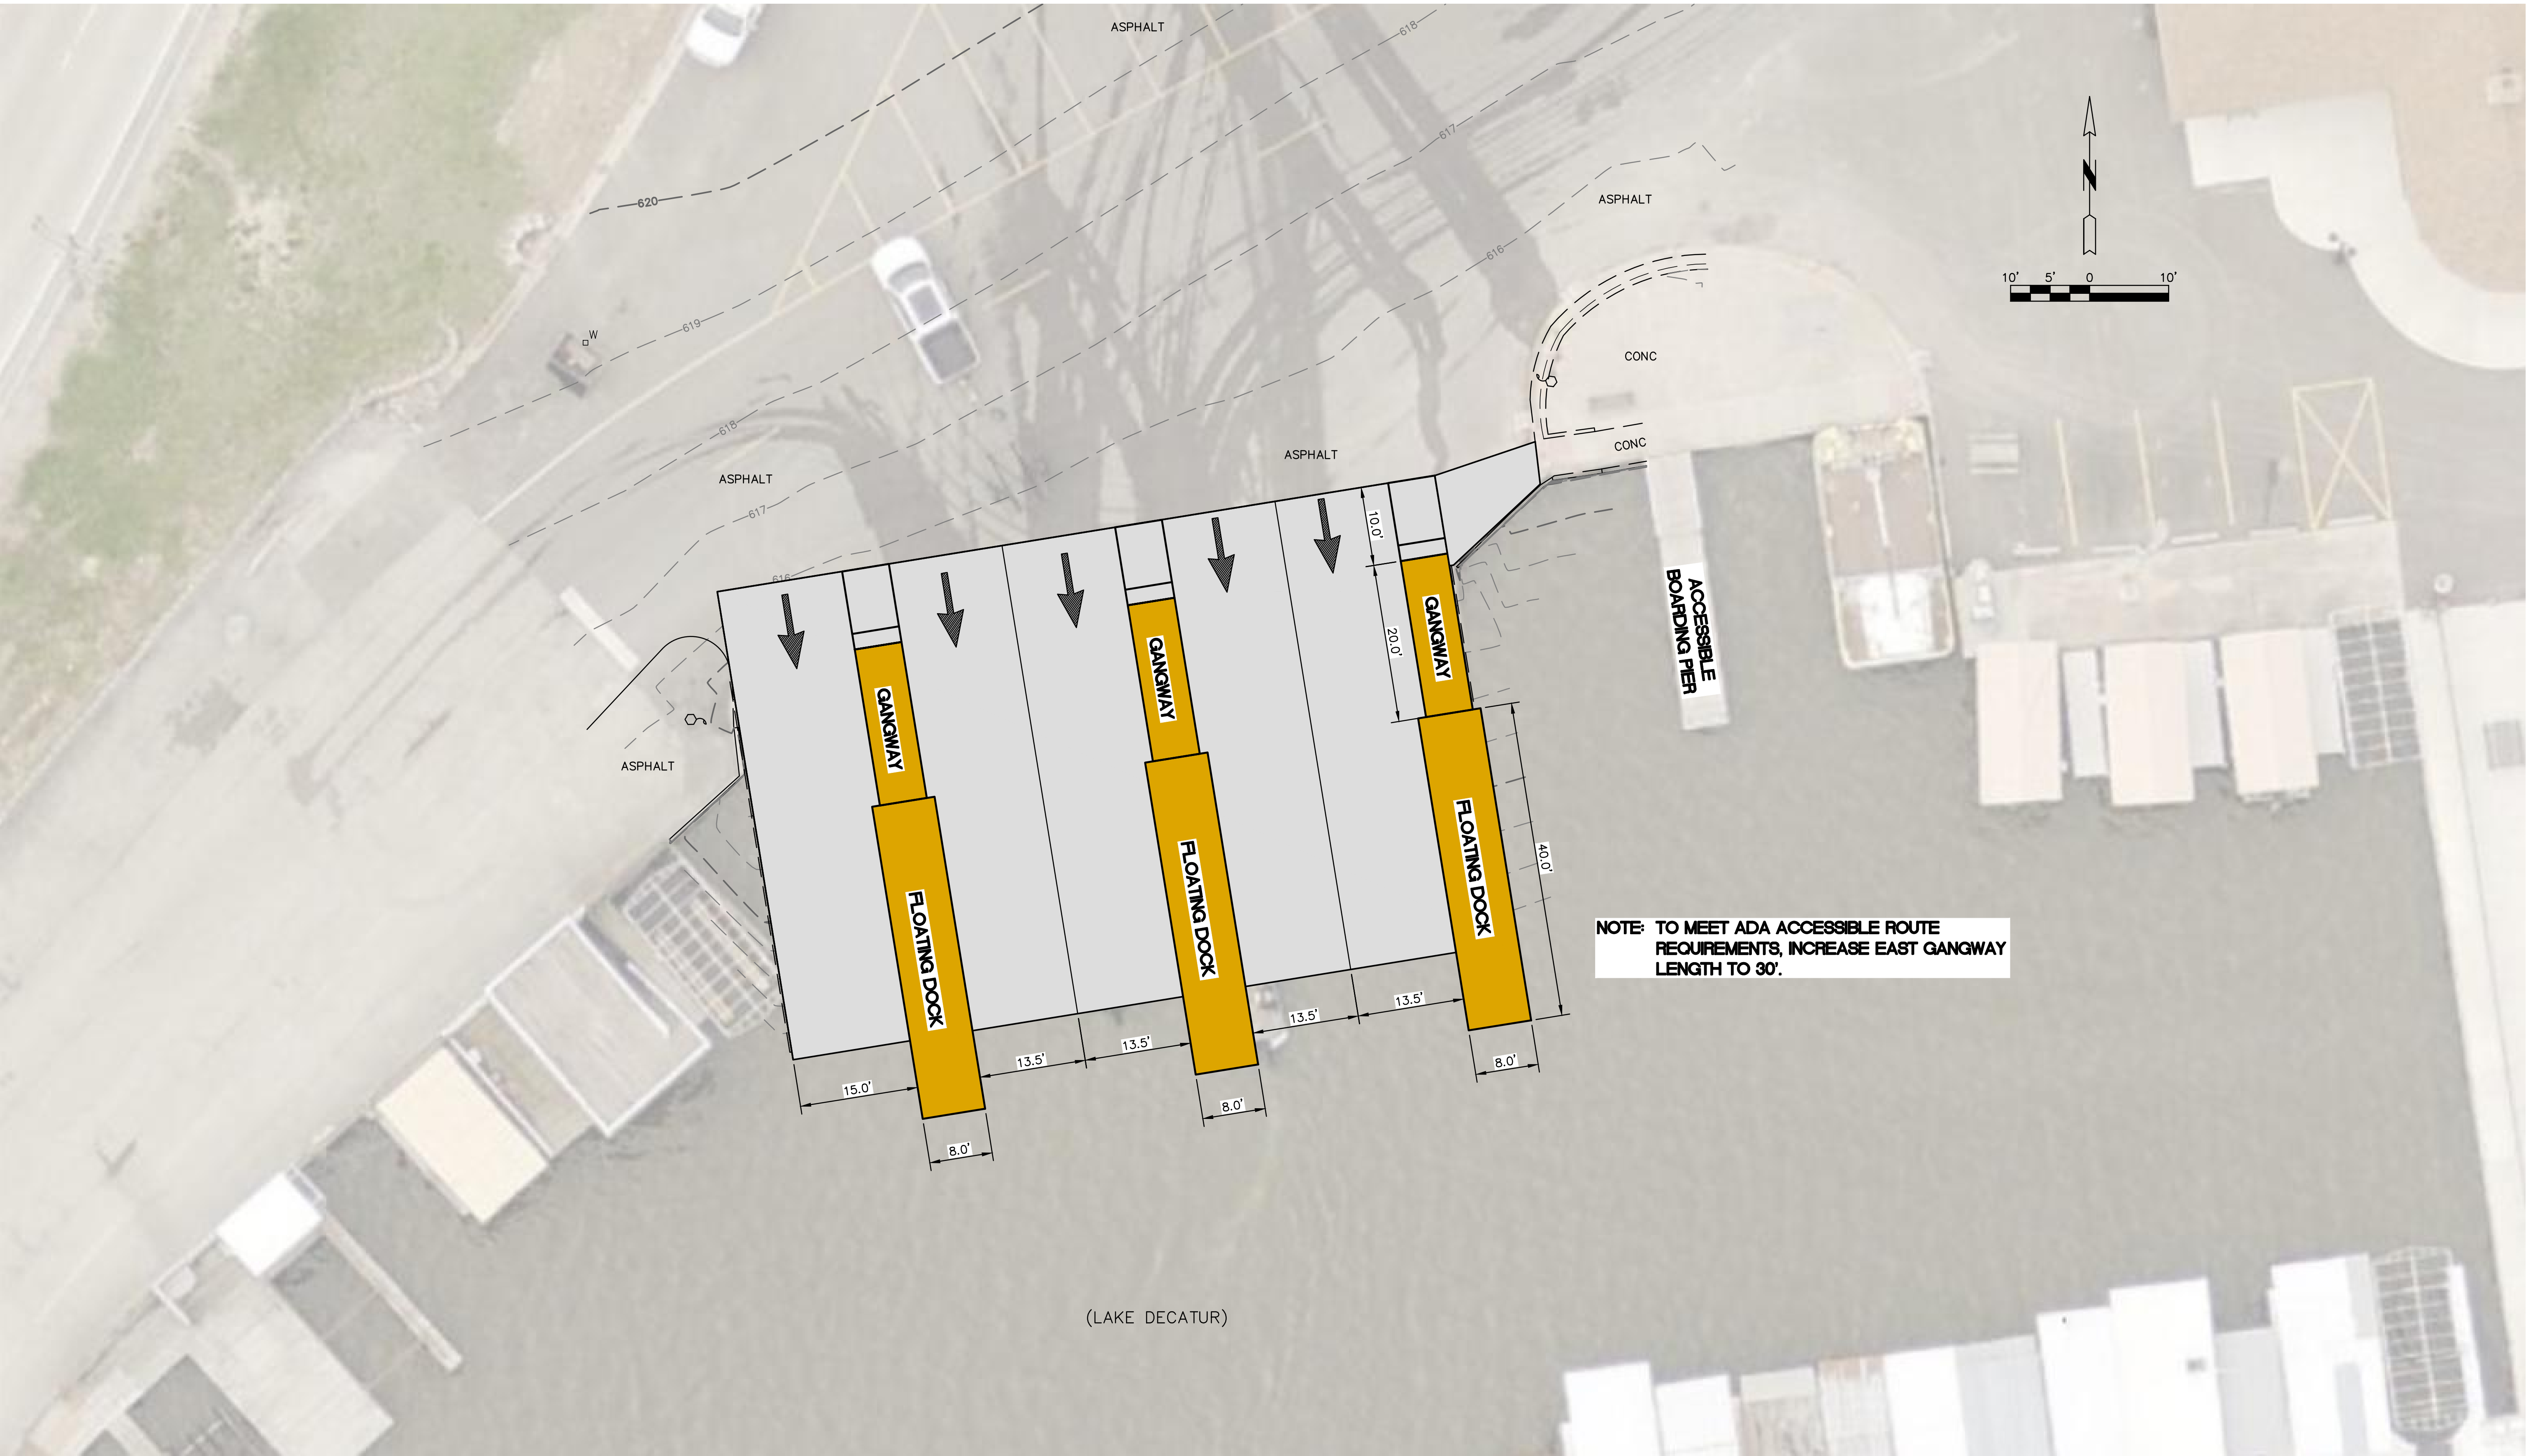 ASPHALT
618
617
620
ASPHALT
10' 5' 0 10'
N
616
619
W
CONC
618
CONC
ASPHALT
ASPHALT
617
10.0'
616
ACCESSIBLE
BOARDING PIER
GANGWAY
20.0'
GANGWAY
GANGWAY
ASPHALT
FLOATING DOCK
40.0'
FLOATING DOCK
FLOATING DOCK
NOTE: TO MEET ADA ACCESSIBLE ROUTE
REQUIREMENTS, INCREASE EAST GANGWAY
LENGTH TO 30'.
13.5'
13.5'
13.5'
13.5'
15.0'
8.0'
8.0'
8.0'
(LAKE DECATUR)